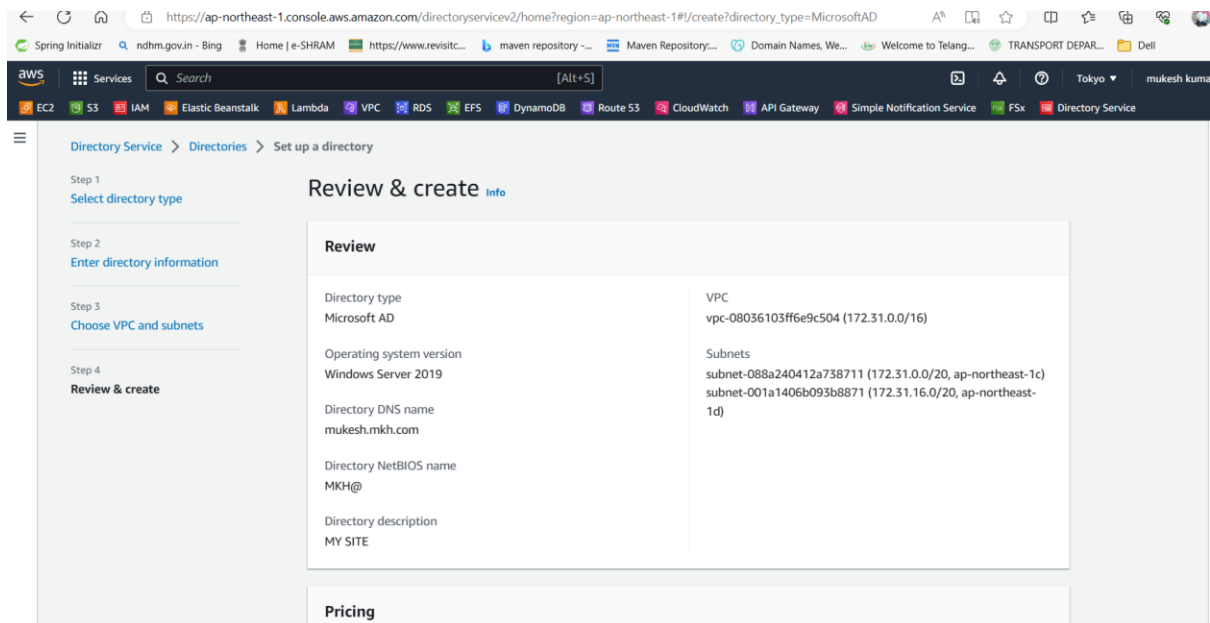 https://ap-northeast-1.console.aws.amazon.com/directoryservicev2/home?region=ap-northeast-1#!/create?directory_type=MicrosoftAD
Spring Initializr ndhm.gov.in - Bing Home | e-SHRAM https://www.revisitc... maven repository -... Maven Repository:... Domain Names, We... Welcome to Telang... TRANSPORT DEPAR... Dell
aws Services Search [Alt+S] Tokyo ▼ mukesh kuma
EC2 S3 IAM Elastic Beanstalk Lambda VPC RDS EFS DynamoDB Route 53 CloudWatch API Gateway Simple Notification Service FSx Directory Service
Directory Service > Directories > Set up a directory
Step 1
Select directory type
Step 2
Enter directory information
Step 3
Choose VPC and subnets
Step 4
Review & create
Review & create Info
Review
Directory type
Microsoft AD
Operating system version
Windows Server 2019
Directory DNS name
mukesh.mkh.com
Directory NetBIOS name
MKH@
Directory description
MY SITE
VPC
vpc-08036103ff6e9c504 (172.31.0.0/16)
Subnets
subnet-088a240412a738711 (172.31.0.0/20, ap-northeast-1c)
subnet-001a1406b093b8871 (172.31.16.0/20, ap-northeast-
1d)
Pricing